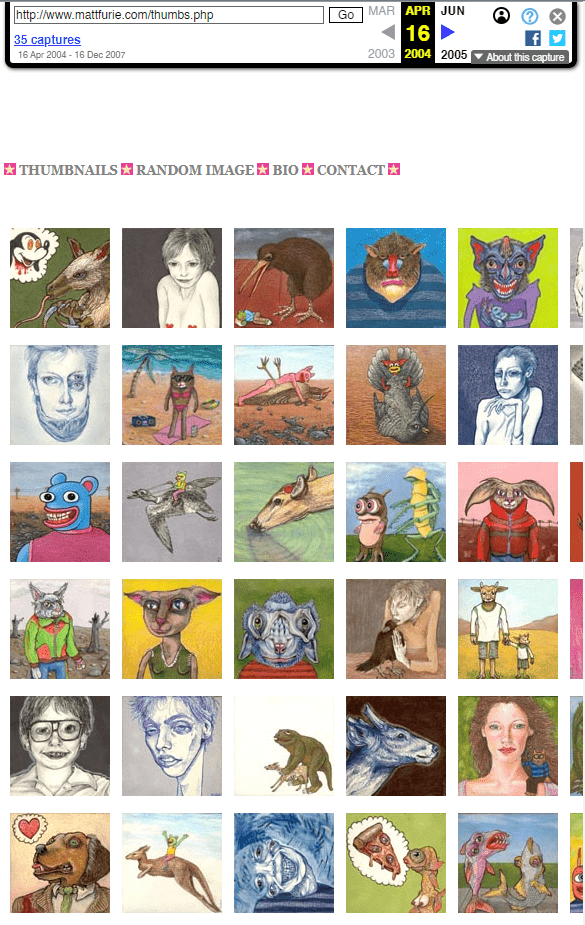 http://www.mattfurie.com/thumbs.php Go MAR APR JUN
35 captures 16
16 Apr 2004 - 16 Dec 2007 2003 2004 2005 About this capture
THUMBNAILS RANDOM IMAGE BIO CONTACT